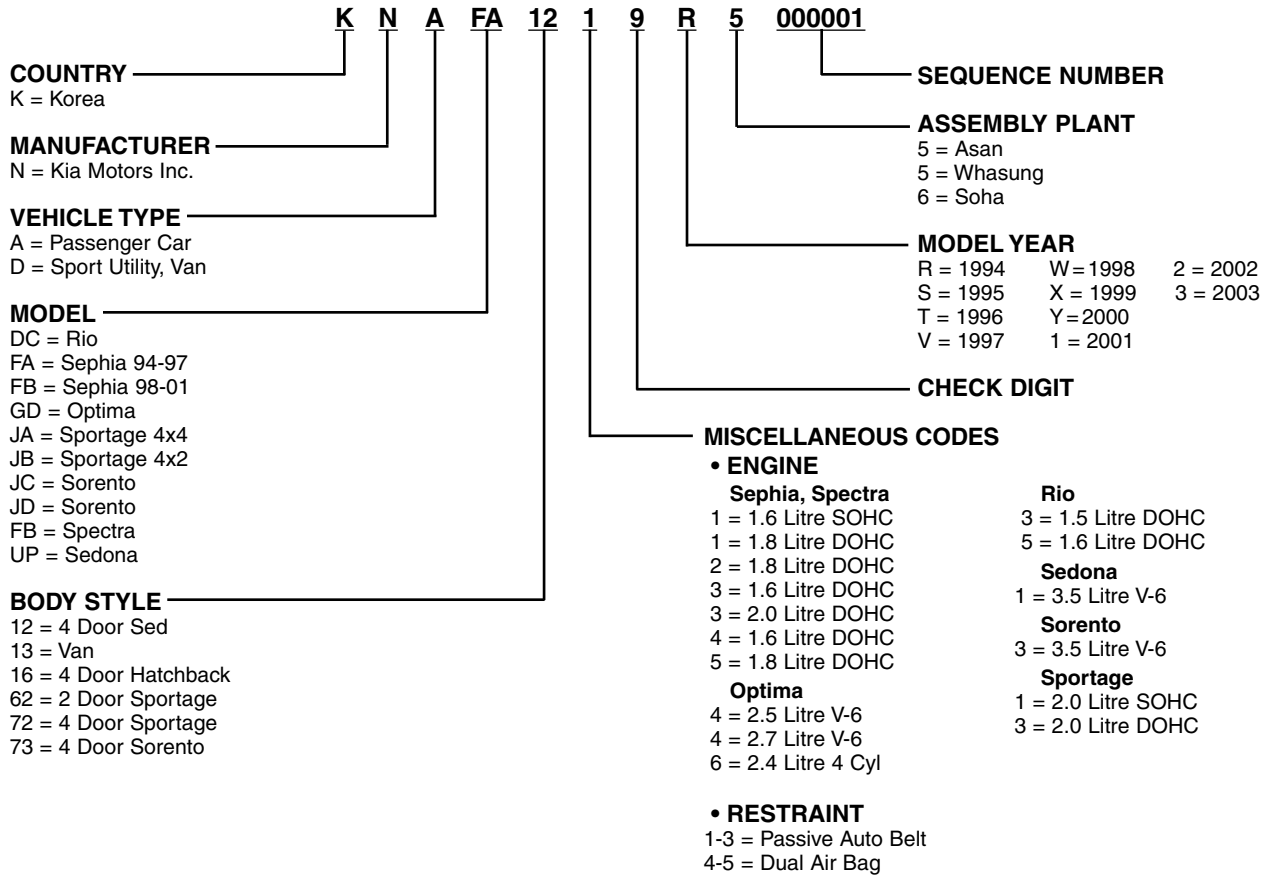 K N A FA 12 1 9 R 5 000001
COUNTRY
K = Korea
MANUFACTURER
N = Kia Motors Inc.
VEHICLE TYPE
A = Passenger Car
D = Sport Utility, Van
MODEL
DC = Rio
FA = Sephia 94-97
FB = Sephia 98-01
GD = Optima
JA = Sportage 4x4
JB = Sportage 4x2
JC = Sorento
JD = Sorento
FB = Spectra
UP = Sedona
BODY STYLE
12 = 4 Door Sed
13 = Van
16 = 4 Door Hatchback
62 = 2 Door Sportage
72 = 4 Door Sportage
73 = 4 Door Sorento
SEQUENCE NUMBER
ASSEMBLY PLANT
5 = Asan
5 = Whasung
6 = Soha
MODEL YEAR
R = 1994 W = 1998 2 = 2002
S = 1995 X = 1999 3 = 2003
T = 1996 Y = 2000
V = 1997 1 = 2001
CHECK DIGIT
MISCELLANEOUS CODES
• ENGINE
Sephia, Spectra
1 = 1.6 Litre SOHC
1 = 1.8 Litre DOHC
2 = 1.8 Litre DOHC
3 = 1.6 Litre DOHC
3 = 2.0 Litre DOHC
4 = 1.6 Litre DOHC
5 = 1.8 Litre DOHC
Optima
4 = 2.5 Litre V-6
4 = 2.7 Litre V-6
6 = 2.4 Litre 4 Cyl
Rio
3 = 1.5 Litre DOHC
5 = 1.6 Litre DOHC
Sedona
1 = 3.5 Litre V-6
Sorento
3 = 3.5 Litre V-6
Sportage
1 = 2.0 Litre SOHC
3 = 2.0 Litre DOHC
• RESTRAINT
1-3 = Passive Auto Belt
4-5 = Dual Air Bag